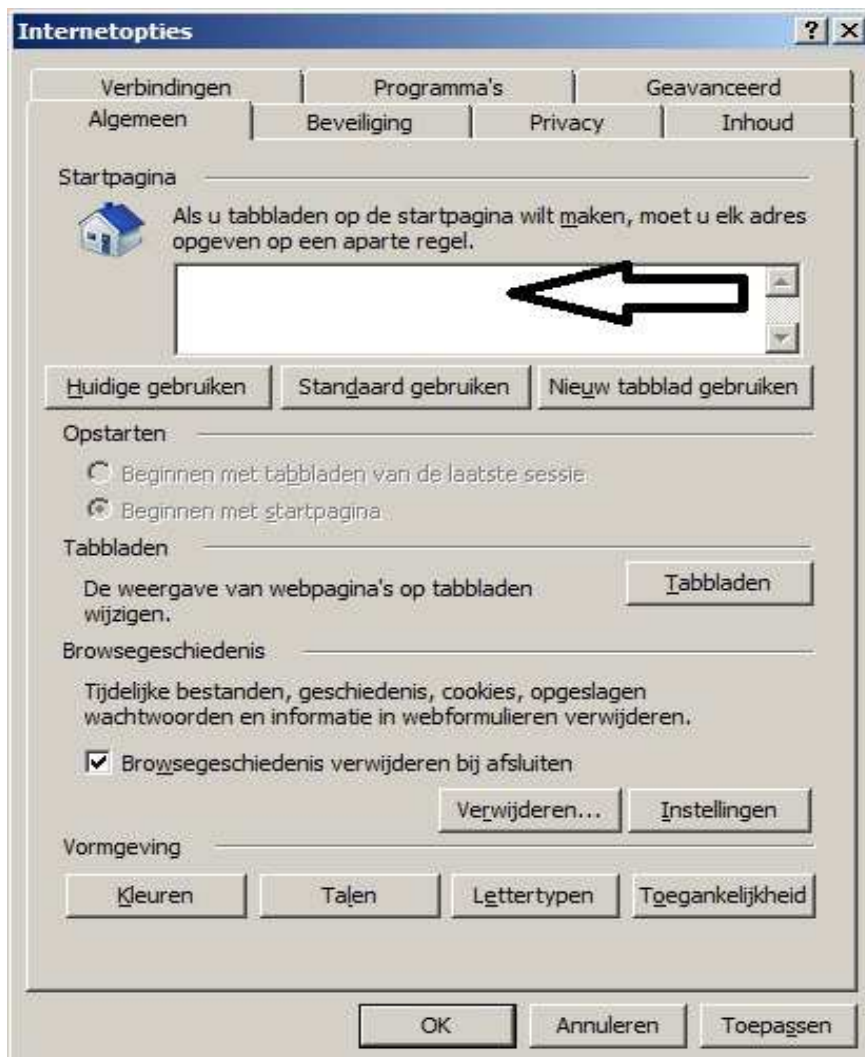 Internetopties
Verbindingen Programma's Geavanceerd
Algemeen Beveiliging Privacy Inhoud
Startpagina
Als u tabbladen op de startpagina wilt maken, moet u elk adres
opgeven op een aparte regel.
Huidige gebruiken Standaard gebruiken Nieuw tabblad gebruiken
Opstarten
Beginnen met tabbladen van de laatste sessie
Beginnen met startpagina
Tabbladen
De weergave van webpagina's op tabbladen
wijzigen.
Tabbladen
Browsegeschiedenis
Tijdelijke bestanden, geschiedenis, cookies, opgeslagen
wachtwoorden en informatie in webformulieren verwijderen.
Browsegeschiedenis verwijderen bij afsluiten
Verwijderen... Instellingen
Vormgeving
Kleuren Talen Lettertypen Toegankelijkheid
OK Annuleren Toepassen